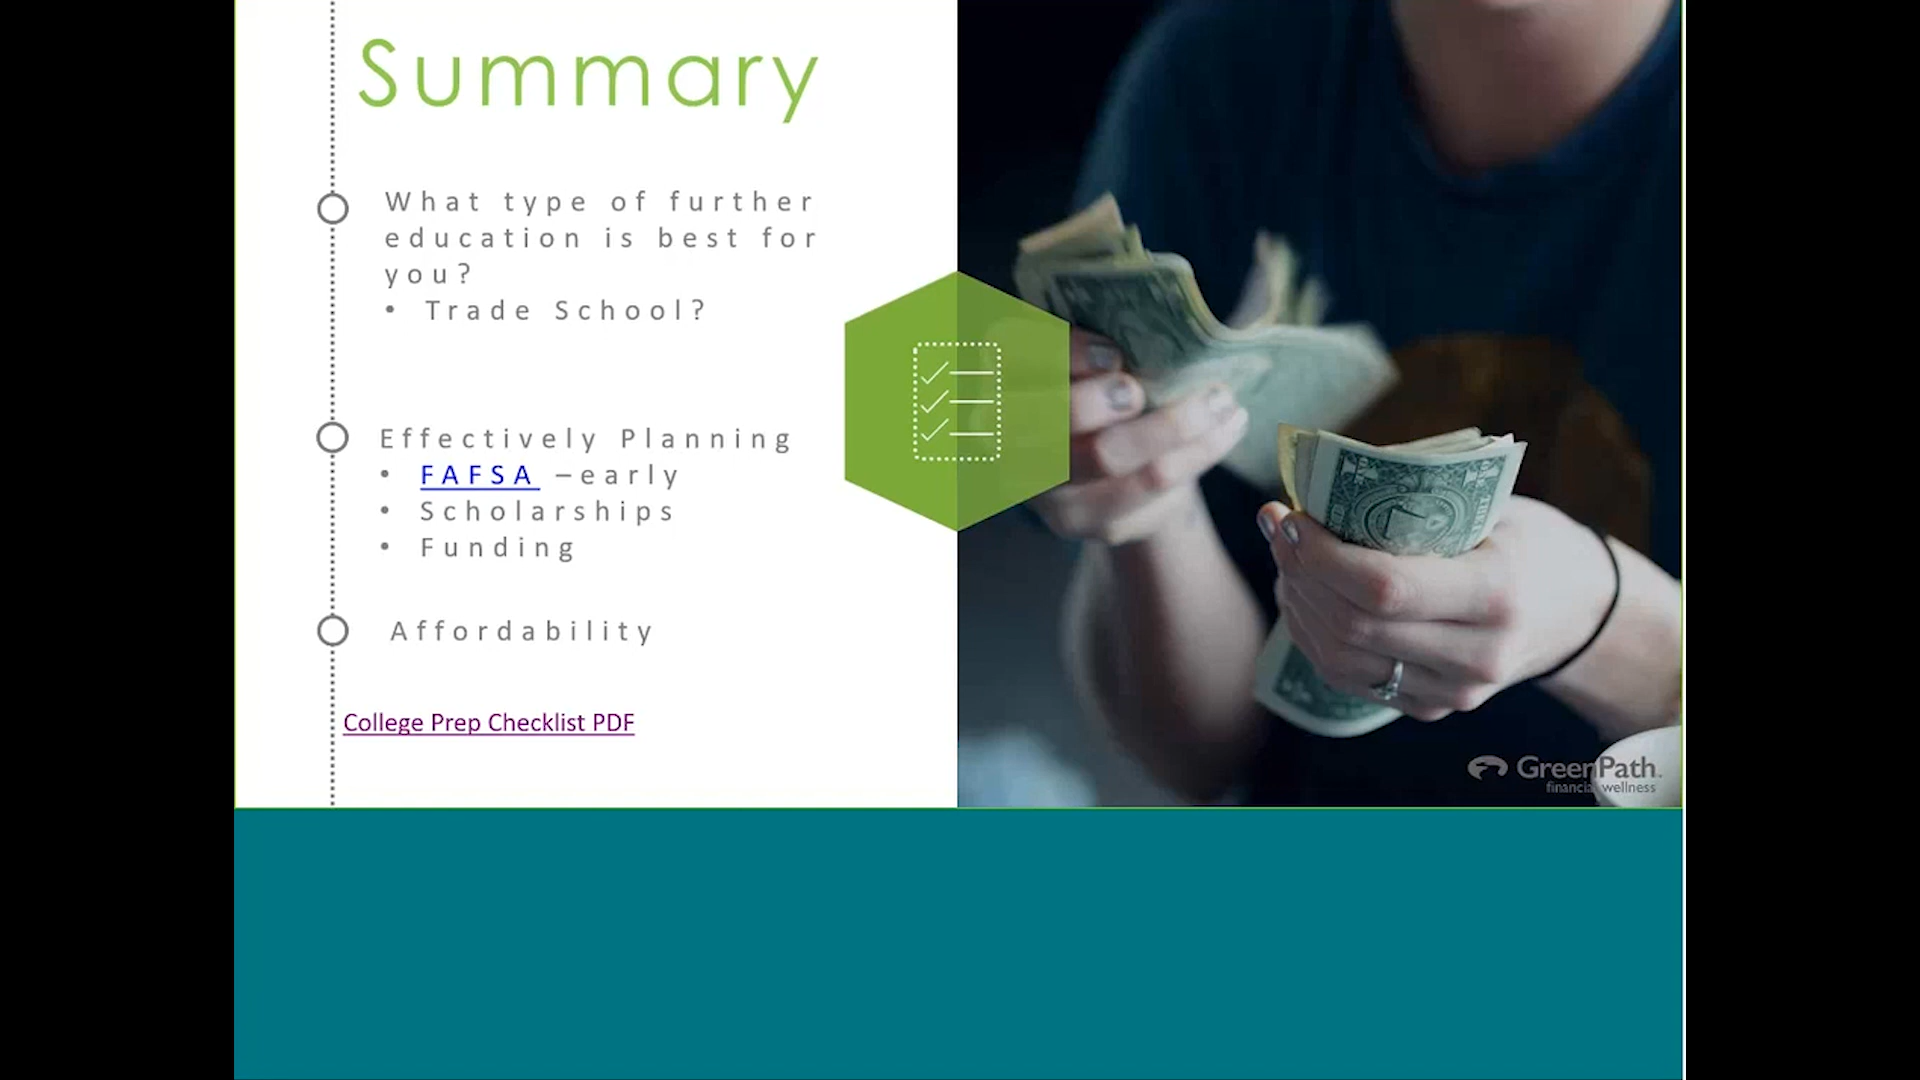 Summary
What type of further
education is best for
you?
• Trade School?
Effectively Planning
• FAFSA –early
• Scholarships
• Funding
Affordability
College Prep Checklist PDF
GreenPath
financial wellness